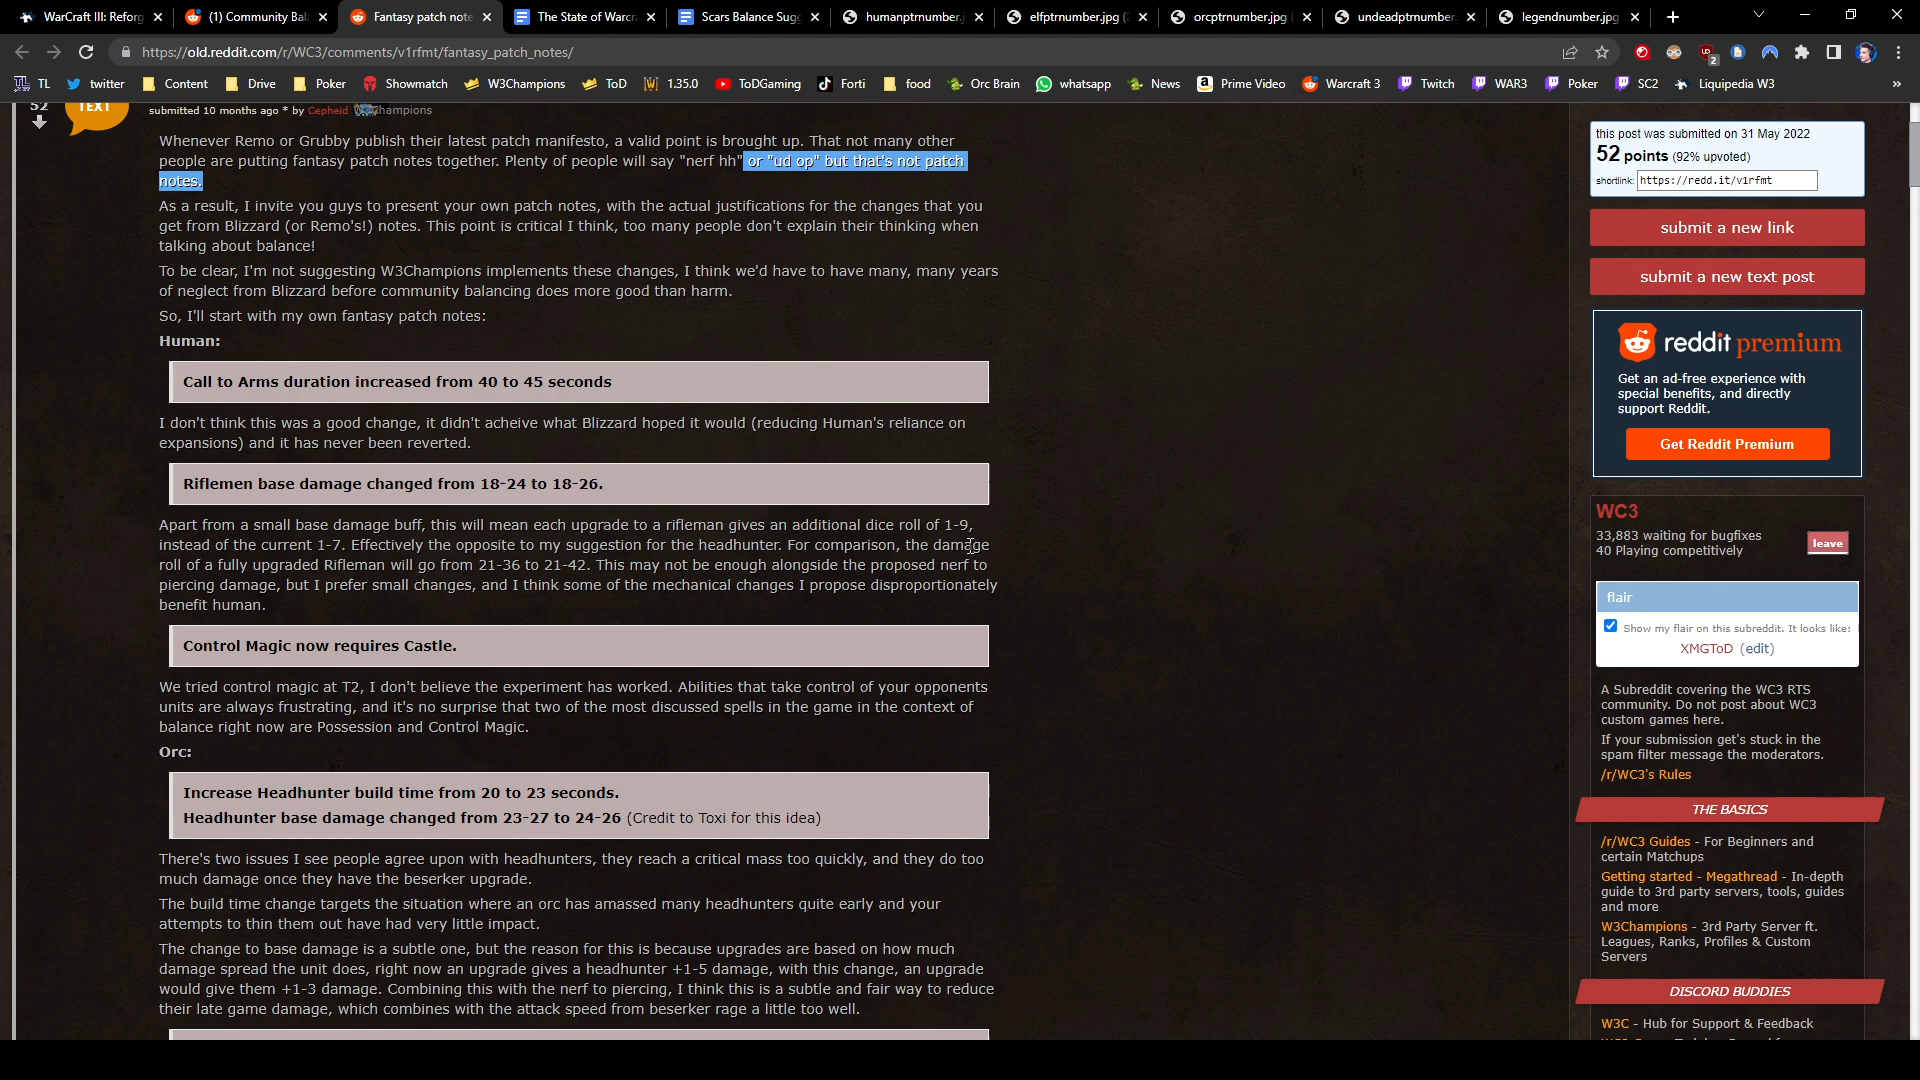 WarCraft III: Reforg
(1) Community Bal
Fantasy patch note
The State of Warcr
Scars Balance Sugg
humanptrnumber.j
elfptrnumber.jpg (2
orcptrnumber.jpg (
undeadptrnumber.
legendnumber.jpg
https://old.reddit.com/r/WC3/comments/v1rfmt/fantasy_patch_notes/
2
TL
twitter
Content
Drive
Poker
Showmatch
W3Champions
ToD
1.35.0
ToDGaming
Forti
food
Orc Brain
whatsapp
News
Prime Video
Warcraft 3
Twitch
WAR3
Poker
SC2
Liquipedia W3
»
52
TEXT
submitted 10 months ago * by Cepheid W3Champions
Whenever Remo or Grubby publish their latest patch manifesto, a valid point is brought up. That not many other
people are putting fantasy patch notes together. Plenty of people will say "nerf hh" or "ud op" but that's not patch
notes.
As a result, I invite you guys to present your own patch notes, with the actual justifications for the changes that you
get from Blizzard (or Remo's!) notes. This point is critical I think, too many people don't explain their thinking when
talking about balance!
To be clear, I'm not suggesting W3Champions implements these changes, I think we'd have to have many, many years
of neglect from Blizzard before community balancing does more good than harm.
So, I'll start with my own fantasy patch notes:
Human:
Call to Arms duration increased from 40 to 45 seconds
I don't think this was a good change, it didn't acheive what Blizzard hoped it would (reducing Human's reliance on
expansions) and it has never been reverted.
Riflemen base damage changed from 18-24 to 18-26.
Apart from a small base damage buff, this will mean each upgrade to a rifleman gives an additional dice roll of 1-9,
instead of the current 1-7. Effectively the opposite to my suggestion for the headhunter. For comparison, the damage
roll of a fully upgraded Rifleman will go from 21-36 to 21-42. This may not be enough alongside the proposed nerf to
piercing damage, but I prefer small changes, and I think some of the mechanical changes I propose disproportionately
benefit human.
Control Magic now requires Castle.
We tried control magic at T2, I don't believe the experiment has worked. Abilities that take control of your opponents
units are always frustrating, and it's no surprise that two of the most discussed spells in the game in the context of
balance right now are Possession and Control Magic.
Orc:
Increase Headhunter build time from 20 to 23 seconds.
Headhunter base damage changed from 23-27 to 24-26 (Credit to Toxi for this idea)
There's two issues I see people agree upon with headhunters, they reach a critical mass too quickly, and they do too
much damage once they have the beserker upgrade.
The build time change targets the situation where an orc has amassed many headhunters quite early and your
attempts to thin them out have had very little impact.
The change to base damage is a subtle one, but the reason for this is because upgrades are based on how much
damage spread the unit does, right now an upgrade gives a headhunter +1-5 damage, with this change, an upgrade
would give them +1-3 damage. Combining this with the nerf to piercing, I think this is a subtle and fair way to reduce
their late game damage, which combines with the attack speed from beserker rage a little too well.
this post was submitted on 31 May 2022
52 points (92% upvoted)
shortlink: https://redd.it/v1rfmt
submit a new link
submit a new text post
reddit premium
Get an ad-free experience with
special benefits, and directly
support Reddit.
Get Reddit Premium
WC3
33,883 waiting for bugfixes
40 Playing competitively
leave
flair
Show my flair on this subreddit. It looks like:
XMGToD (edit)
A Subreddit covering the WC3 RTS
community. Do not post about WC3
custom games here.
If your submission get's stuck in the
spam filter message the moderators.
/r/WC3's Rules
THE BASICS
/r/WC3 Guides - For Beginners and
certain Matchups
Getting started - Megathread - In-depth
guide to 3rd party servers, tools, guides
and more
W3Champions - 3rd Party Server ft.
Leagues, Ranks, Profiles & Custom
Servers
DISCORD BUDDIES
W3C - Hub for Support & Feedback